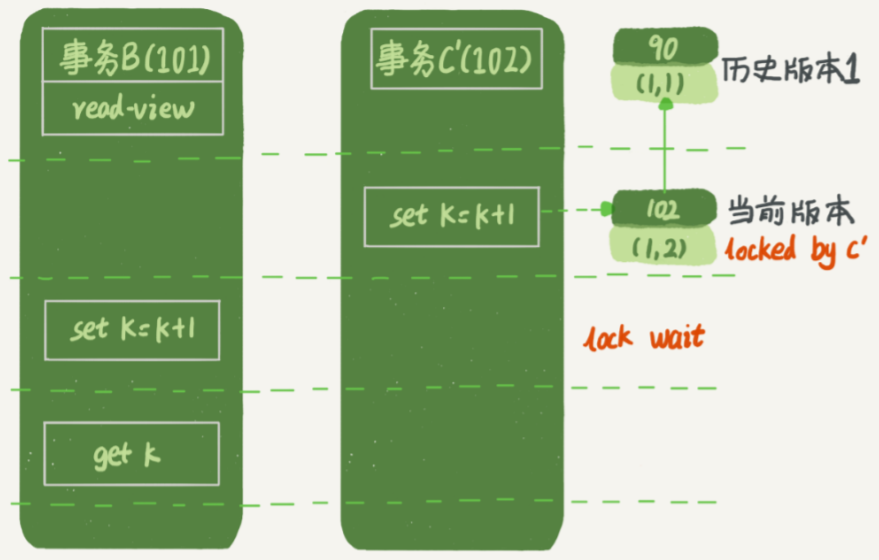 事务B(101)
read-view
set k=k+1
get k
事务C'(102)
set k=k+1
90
(1,1)
历史版本1
102
(1,2)
当前版本
locked by c'
lock wait